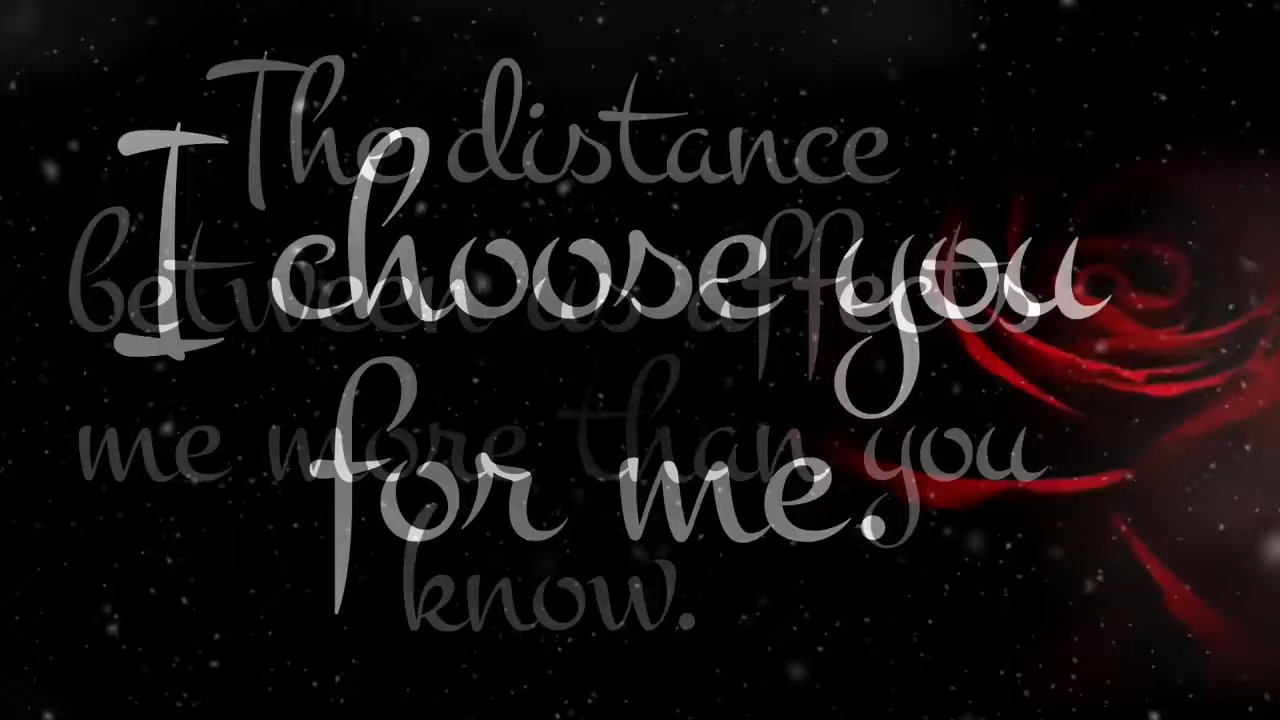 The distance
between us affects
me more than you
know.
I choose you
for me.